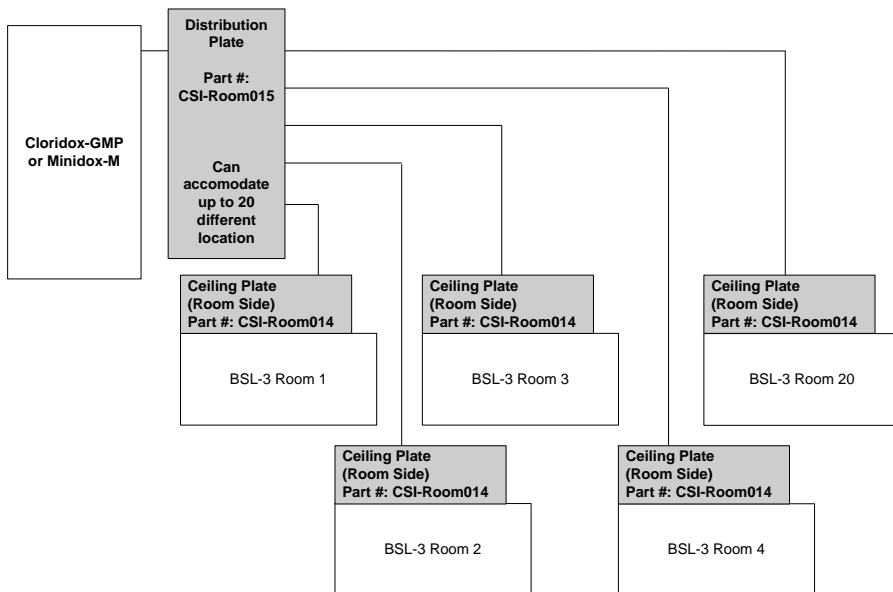 Cloridox-GMP
or Minidox-M
Distribution
Plate
Part #:
CSI-Room015
Can
accomodate
up to 20
different
location
Ceiling Plate
(Room Side)
Part #: CSI-Room014
BSL-3 Room 1
Ceiling Plate
(Room Side)
Part #: CSI-Room014
BSL-3 Room 3
Ceiling Plate
(Room Side)
Part #: CSI-Room014
BSL-3 Room 20
Ceiling Plate
(Room Side)
Part #: CSI-Room014
BSL-3 Room 2
Ceiling Plate
(Room Side)
Part #: CSI-Room014
BSL-3 Room 4